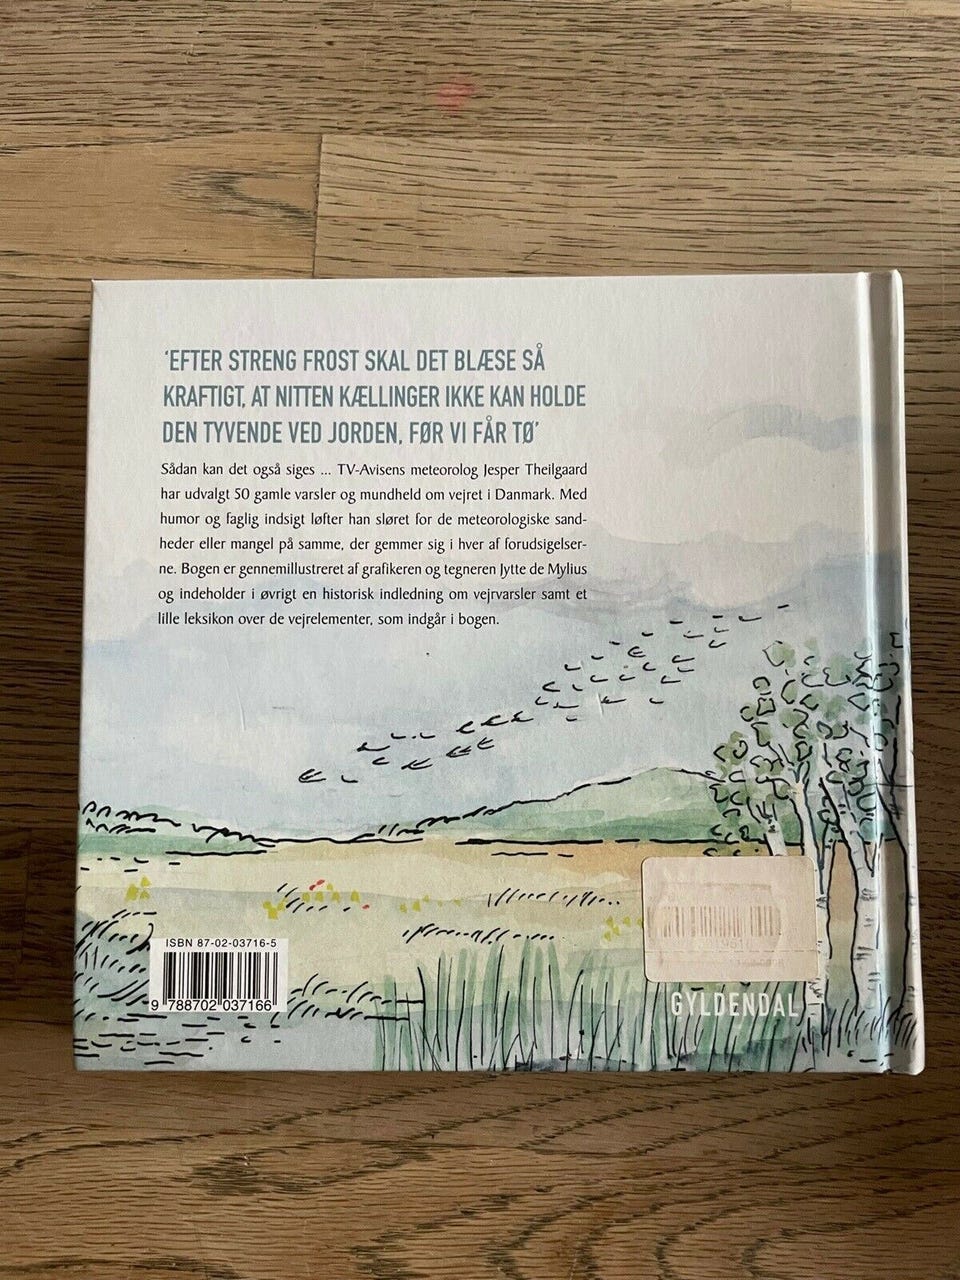 ‘EFTER STRENG FROST SKAL DET BLÆSE SÅ
KRAFTIGT, AT NITTEN KÆLLINGER IKKE KAN HOLDE
DEN TYVENDE VED JORDEN, FØR VI FÅR TØ’
Sådan kan det også siges ... TV-Avisens meteorolog Jesper Theilgaard
har udvalgt 50 gamle varsler og mundheld om vejret i Danmark. Med
humor og faglig indsigt løfter han sløret for de meteorologiske sand-
heder eller mangel på samme, der gemmer sig i hver af forudsigelser-
ne. Bogen er gennemillustreret af grafikeren og tegneren Jytte de Mylius
og indeholder i øvrigt en historisk indledning om vejrvarsler samt et
lille leksikon over de vejrelementer, som indgår i bogen.
ISBN 87-02-03716-5
9 788702 037166
GYLDENDAL